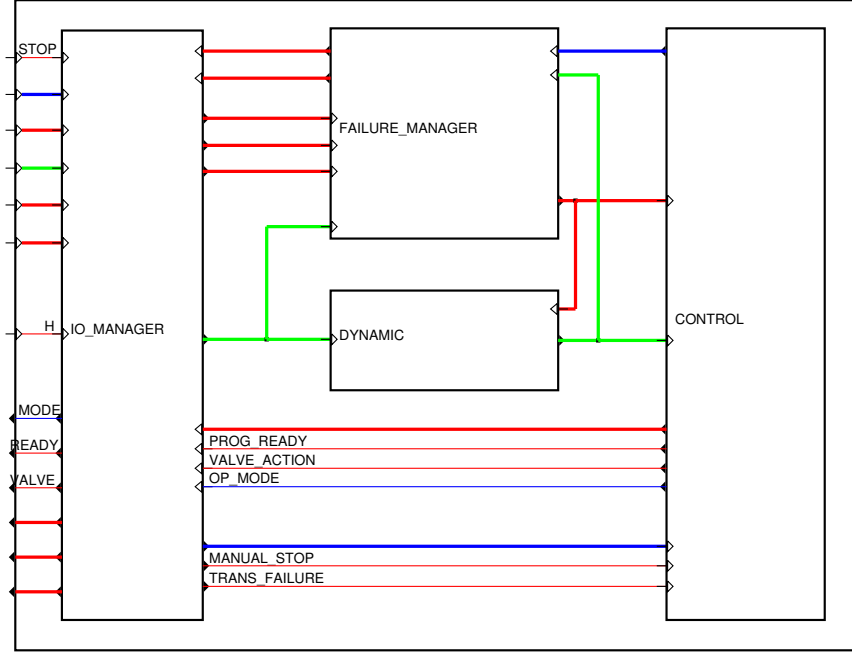 STOP
FAILURE_MANAGER
H
IO_MANAGER
DYNAMIC
CONTROL
MODE
READY
PROG_READY
VALVE_ACTION
VALVE
OP_MODE
MANUAL_STOP
TRANS_FAILURE